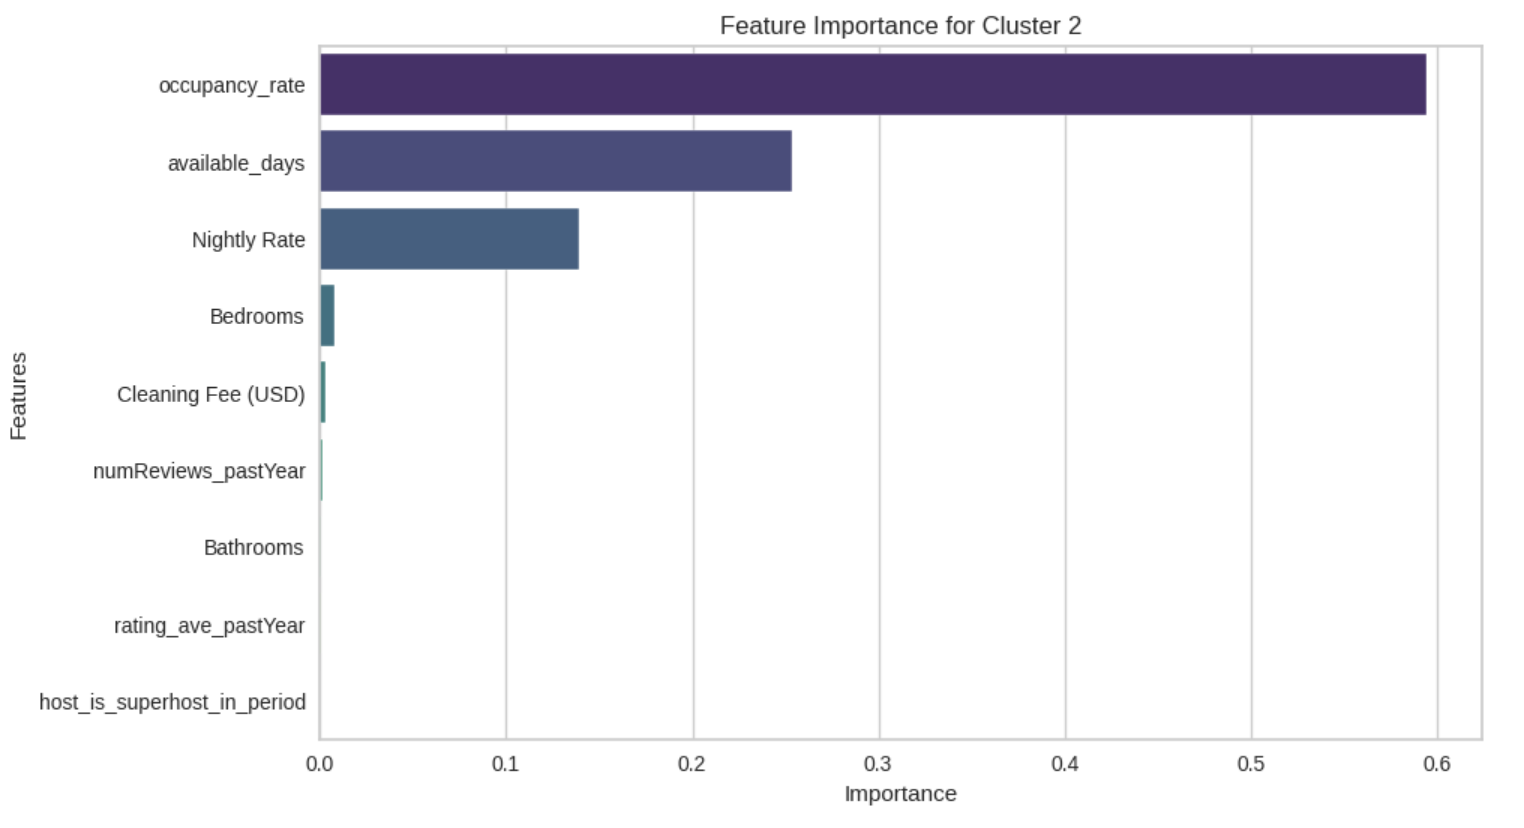 Feature Importance for Cluster 2
occupancy_rate
available_days
Nightly Rate
Bedrooms
Cleaning Fee (USD)
numReviews_pastYear
Bathrooms
rating_ave_pastYear
host_is_superhost_in_period
Features
0.0 0.1 0.2 0.3 0.4 0.5 0.6
Importance